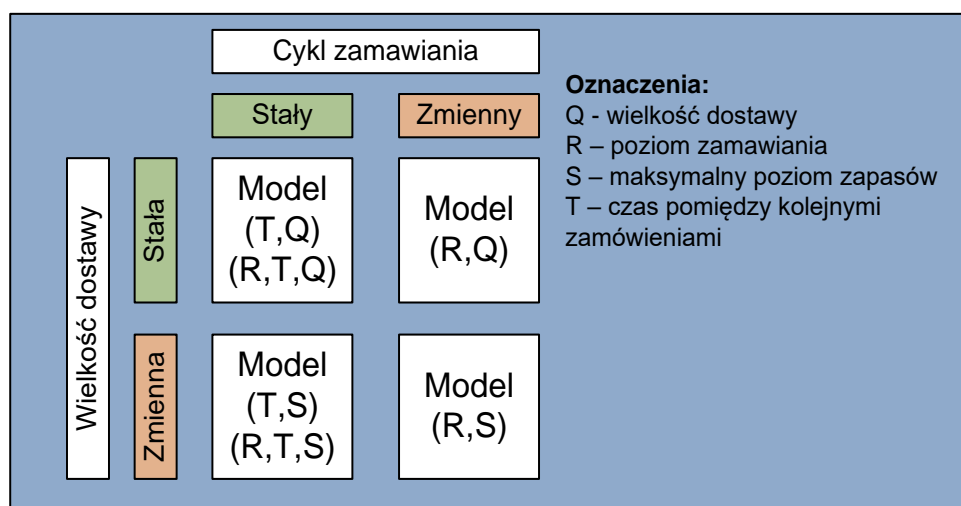 Cykl zamawiania
Stały
Zmienny
Wielkość dostawy
Stała
Zmienna
Model
(T,Q)
(R,T,Q)
Model
(R,Q)
Model
(T,S)
(R,T,S)
Model
(R,S)
Oznaczenia:
Q - wielkość dostawy
R – poziom zamawiania
S – maksymalny poziom zapasów
T – czas pomiędzy kolejnymi
zamówieniami